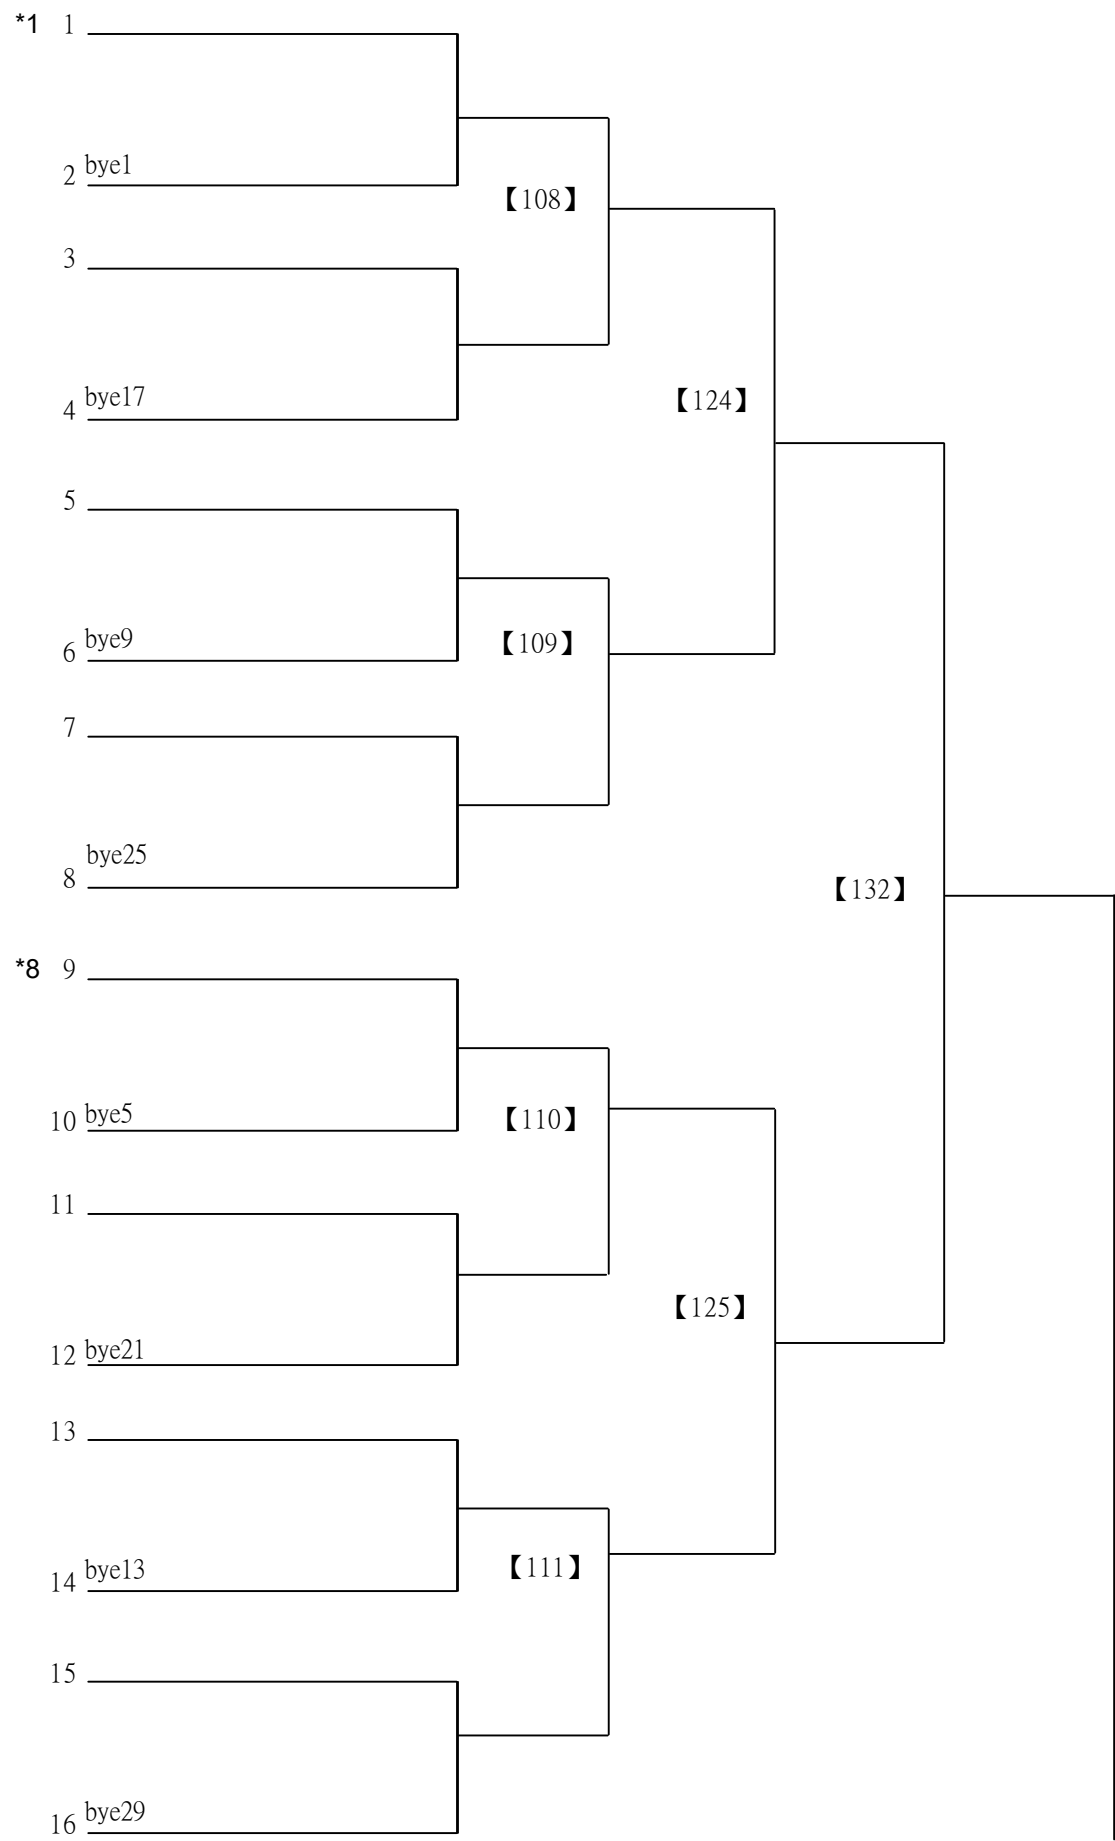 *1 1
2 bye1
【108】
3
4 bye17
【124】
5
6 bye9
【109】
7
8 bye25
【132】
*8 9
10 bye5
【110】
11
【125】
12 bye21
13
14 bye13
【111】
15
16 bye29